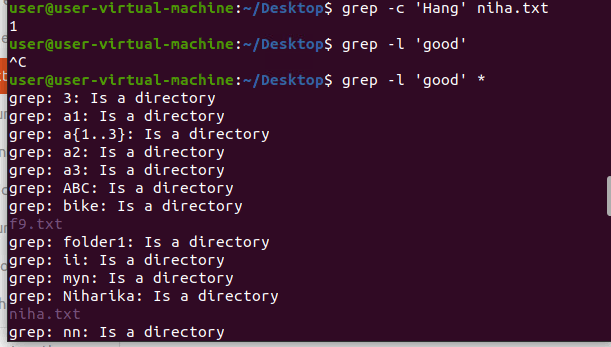 user@user-virtual-machine:~/Desktop$ grep -c 'Hang' niha.txt
1
user@user-virtual-machine:~/Desktop$ grep -l 'good'
^C
user@user-virtual-machine:~/Desktop$ grep -l 'good' *
grep: 3: Is a directory
grep: a1: Is a directory
grep: a{1..3}: Is a directory
grep: a2: Is a directory
grep: a3: Is a directory
grep: ABC: Is a directory
grep: bike: Is a directory
f9.txt
grep: folder1: Is a directory
grep: ii: Is a directory
grep: myn: Is a directory
grep: Niharika: Is a directory
niha.txt
grep: nn: Is a directory